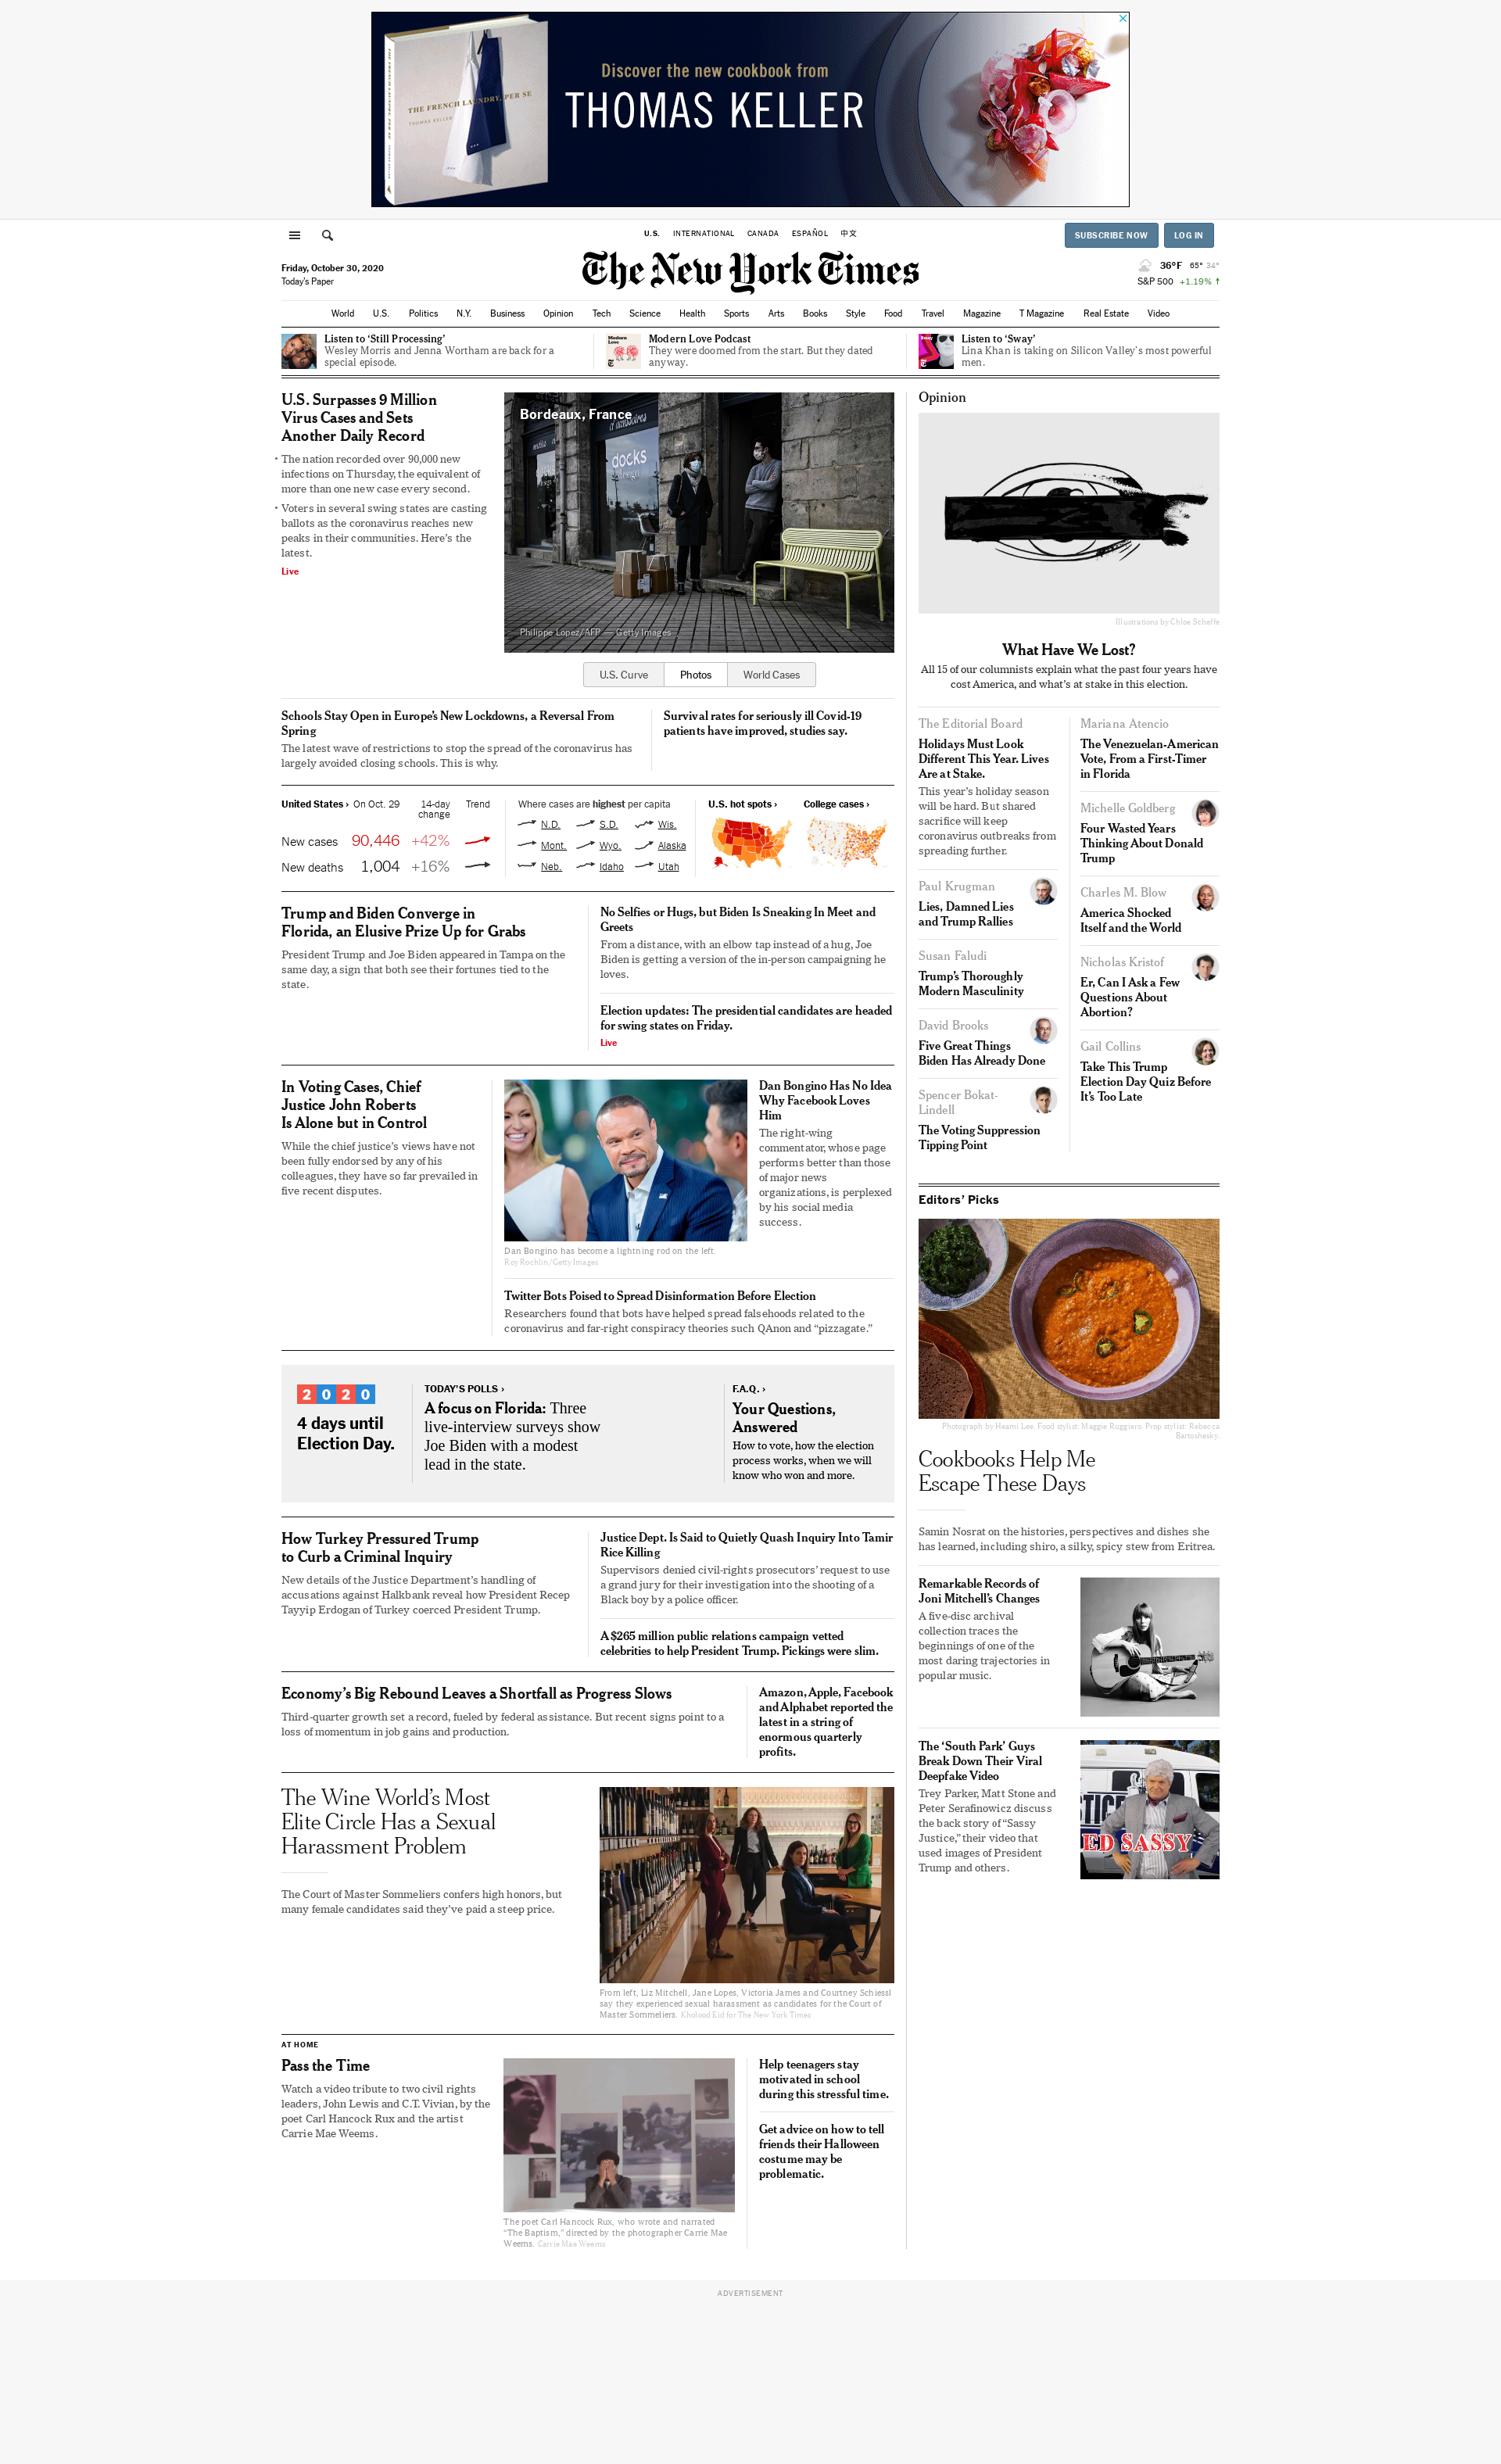 THE FRENCH LAUNDRY, PER SE
THOMAS KELLER
Discover the new cookbook from
THOMAS KELLER
U.S. INTERNATIONAL CANADA ESPAÑOL 中文
SUBSCRIBE NOW LOG IN
Friday, October 30, 2020
Today's Paper
The New York Times
36°F 65° 34°
S&P 500 +1.19%
World U.S. Politics N.Y. Business Opinion Tech Science Health Sports Arts Books Style Food Travel Magazine T Magazine Real Estate Video
Listen to ‘Still Processing’
Wesley Morris and Jenna Wortham are back for a
special episode.
Modern
Love
Modern Love Podcast
They were doomed from the start. But they dated
anyway.
Sway
Listen to ‘Sway’
Lina Khan is taking on Silicon Valley’s most powerful
men.
U.S. Surpasses 9 Million
Virus Cases and Sets
Another Daily Record
• The nation recorded over 90,000 new
infections on Thursday, the equivalent of
more than one new case every second.
• Voters in several swing states are casting
ballots as the coronavirus reaches new
peaks in their communities. Here’s the
latest.
Live
Bordeaux, France
docks
Philippe Lopez/AFP — Getty Images
U.S. Curve Photos World Cases
Schools Stay Open in Europe’s New Lockdowns, a Reversal From
Spring
The latest wave of restrictions to stop the spread of the coronavirus has
largely avoided closing schools. This is why.
Survival rates for seriously ill Covid-19
patients have improved, studies say.
United States › On Oct. 29 14-day
change Trend
New cases 90,446 +42%
New deaths 1,004 +16%
Where cases are highest per capita
N.D. S.D. Wis.
Mont. Wyo. Alaska
Neb. Idaho Utah
U.S. hot spots › College cases ›
Trump and Biden Converge in
Florida, an Elusive Prize Up for Grabs
President Trump and Joe Biden appeared in Tampa on the
same day, a sign that both see their fortunes tied to the
state.
No Selfies or Hugs, but Biden Is Sneaking In Meet and
Greets
From a distance, with an elbow tap instead of a hug, Joe
Biden is getting a version of the in-person campaigning he
loves.
Election updates: The presidential candidates are headed
for swing states on Friday.
Live
In Voting Cases, Chief
Justice John Roberts
Is Alone but in Control
While the chief justice’s views have not
been fully endorsed by any of his
colleagues, they have so far prevailed in
five recent disputes.
Dan Bongino has become a lightning rod on the left.
Roy Rochlin/Getty Images
Dan Bongino Has No Idea
Why Facebook Loves
Him
The right-wing
commentator, whose page
performs better than those
of major news
organizations, is perplexed
by his social media
success.
Twitter Bots Poised to Spread Disinformation Before Election
Researchers found that bots have helped spread falsehoods related to the
coronavirus and far-right conspiracy theories such QAnon and “pizzagate.”
2020
4 days until
Election Day.
TODAY’S POLLS ›
A focus on Florida: Three
live-interview surveys show
Joe Biden with a modest
lead in the state.
F.A.Q. ›
Your Questions,
Answered
How to vote, how the election
process works, when we will
know who won and more.
How Turkey Pressured Trump
to Curb a Criminal Inquiry
New details of the Justice Department’s handling of
accusations against Halkbank reveal how President Recep
Tayyip Erdogan of Turkey coerced President Trump.
Justice Dept. Is Said to Quietly Quash Inquiry Into Tamir
Rice Killing
Supervisors denied civil-rights prosecutors’ request to use
a grand jury for their investigation into the shooting of a
Black boy by a police officer.
A $265 million public relations campaign vetted
celebrities to help President Trump. Pickings were slim.
Economy’s Big Rebound Leaves a Shortfall as Progress Slows
Third-quarter growth set a record, fueled by federal assistance. But recent signs point to a
loss of momentum in job gains and production.
Amazon, Apple, Facebook
and Alphabet reported the
latest in a string of
enormous quarterly
profits.
The Wine World’s Most
Elite Circle Has a Sexual
Harassment Problem
The Court of Master Sommeliers confers high honors, but
many female candidates said they’ve paid a steep price.
From left, Liz Mitchell, Jane Lopes, Victoria James and Courtney Schiessl
say they experienced sexual harassment as candidates for the Court of
Master Sommeliers. Kholood Eid for The New York Times
AT HOME
Pass the Time
Watch a video tribute to two civil rights
leaders, John Lewis and C.T. Vivian, by the
poet Carl Hancock Rux and the artist
Carrie Mae Weems.
The poet Carl Hancock Rux, who wrote and narrated
“The Baptism,” directed by the photographer Carrie Mae
Weems. Carrie Mae Weems
Help teenagers stay
motivated in school
during this stressful time.
Get advice on how to tell
friends their Halloween
costume may be
problematic.
Opinion
Illustrations by Chloe Scheffe
What Have We Lost?
All 15 of our columnists explain what the past four years have
cost America, and what’s at stake in this election.
The Editorial Board
Holidays Must Look
Different This Year. Lives
Are at Stake.
This year’s holiday season
will be hard. But shared
sacrifice will keep
coronavirus outbreaks from
spreading further.
Paul Krugman
Lies, Damned Lies
and Trump Rallies
Susan Faludi
Trump’s Thoroughly
Modern Masculinity
David Brooks
Five Great Things
Biden Has Already Done
Spencer Bokat-
Lindell
The Voting Suppression
Tipping Point
Mariana Atencio
The Venezuelan-American
Vote, From a First-Timer
in Florida
Michelle Goldberg
Four Wasted Years
Thinking About Donald
Trump
Charles M. Blow
America Shocked
Itself and the World
Nicholas Kristof
Er, Can I Ask a Few
Questions About
Abortion?
Gail Collins
Take This Trump
Election Day Quiz Before
It’s Too Late
Editors’ Picks
Photograph by Heami Lee. Food stylist: Maggie Ruggiero. Prop stylist: Rebecca
Bartoshesky.
Cookbooks Help Me
Escape These Days
Samin Nosrat on the histories, perspectives and dishes she
has learned, including shiro, a silky, spicy stew from Eritrea.
Remarkable Records of
Joni Mitchell’s Changes
A five-disc archival
collection traces the
beginnings of one of the
most daring trajectories in
popular music.
The ‘South Park’ Guys
Break Down Their Viral
Deepfake Video
Trey Parker, Matt Stone and
Peter Serafinowicz discuss
the back story of “Sassy
Justice,” their video that
used images of President
Trump and others.
ED SASSY
ADVERTISEMENT